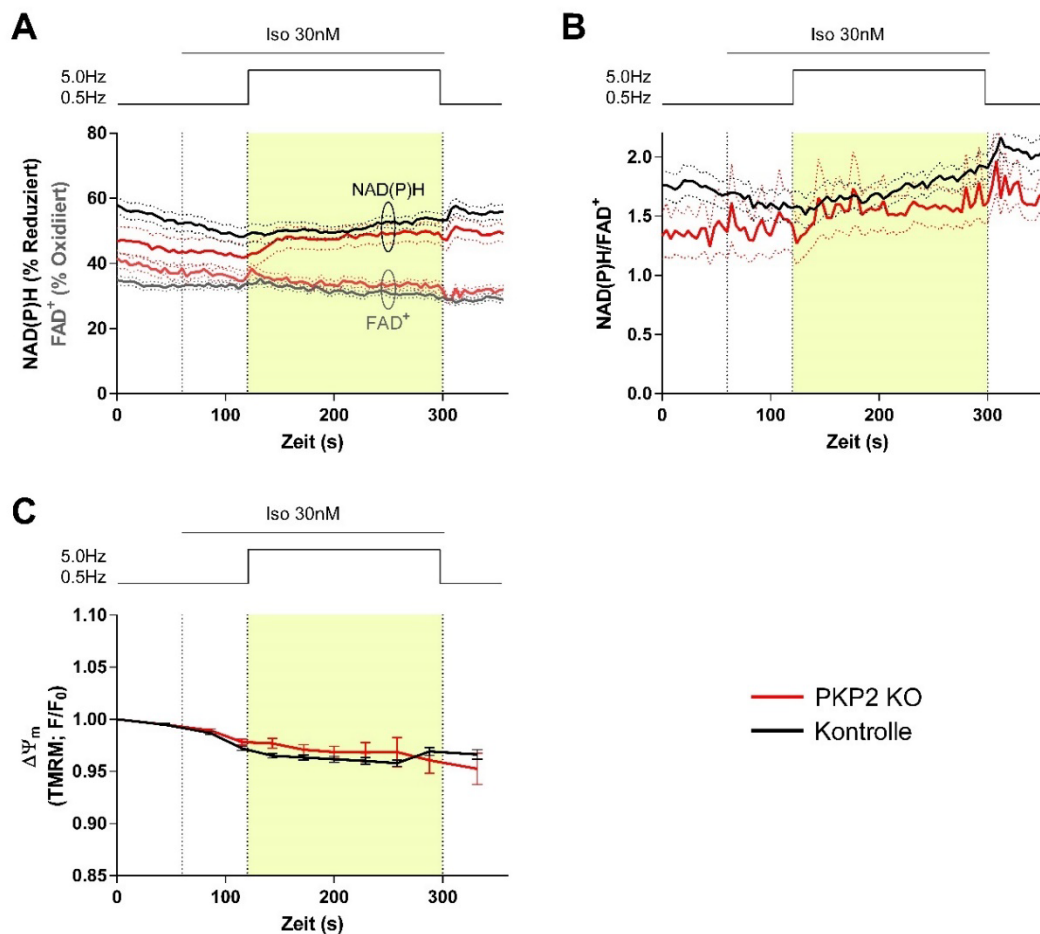 A
Iso 30nM
5.0Hz
0.5Hz
NAD(P)H (% Reduziert)
FAD⁺ (% Oxidiiert)
80
60
40
20
0
NAD(P)H
FAD⁺
0 100 200 300
Zeit (s)
B
Iso 30nM
5.0Hz
0.5Hz
NAD(P)H/FAD⁺
2.0
1.5
1.0
0.5
0.0
0 100 200 300
Zeit (s)
C
Iso 30nM
5.0Hz
0.5Hz
ΔΨm
(TMRM; F/F0)
1.10
1.05
1.00
0.95
0.90
0.85
0 100 200 300
Zeit (s)
PKP2 KO
Kontrolle